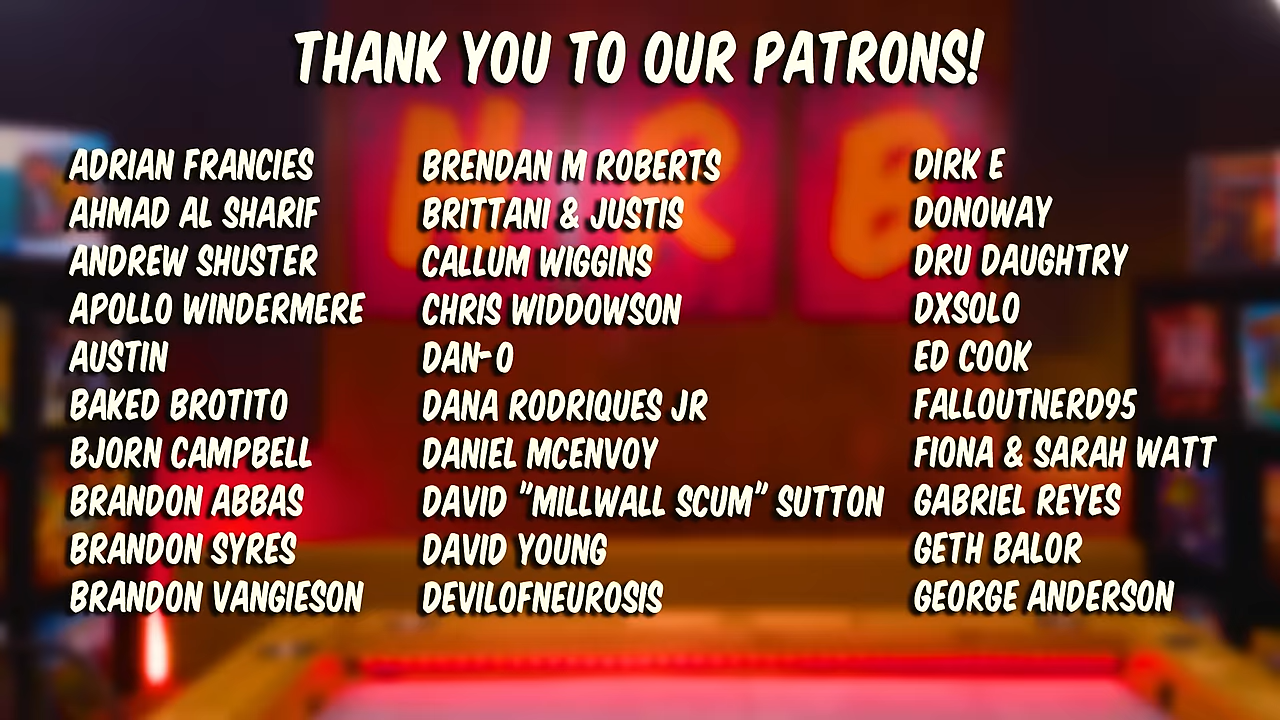 THANK YOU TO OUR PATRONS!
ADRIAN FRANCIES
AHMAD AL SHARIF
ANDREW SHUSTER
APOLLO WINDERMERE
AUSTIN
BAKED BROTITO
BJORN CAMPBELL
BRANDON ABBAS
BRANDON SYRES
BRANDON VANGIESON
BRENDAN M ROBERTS
BRITTANI & JUSTIS
CALLUM WIGGINS
CHRIS WIDDOWSON
DAN-O
DANA RODRIQUES JR
DANIEL MCENVOY
DAVID "MILLWALL SCUM" SUTTON
DAVID YOUNG
DEVILOFNEUROSIS
DIRK E
DONOWAY
DRU DAUGHTRY
DXSOLO
ED COOK
FALLOUTNERD95
FIONA & SARAH WATT
GABRIEL REYES
GETH BALOR
GEORGE ANDERSON
N R B